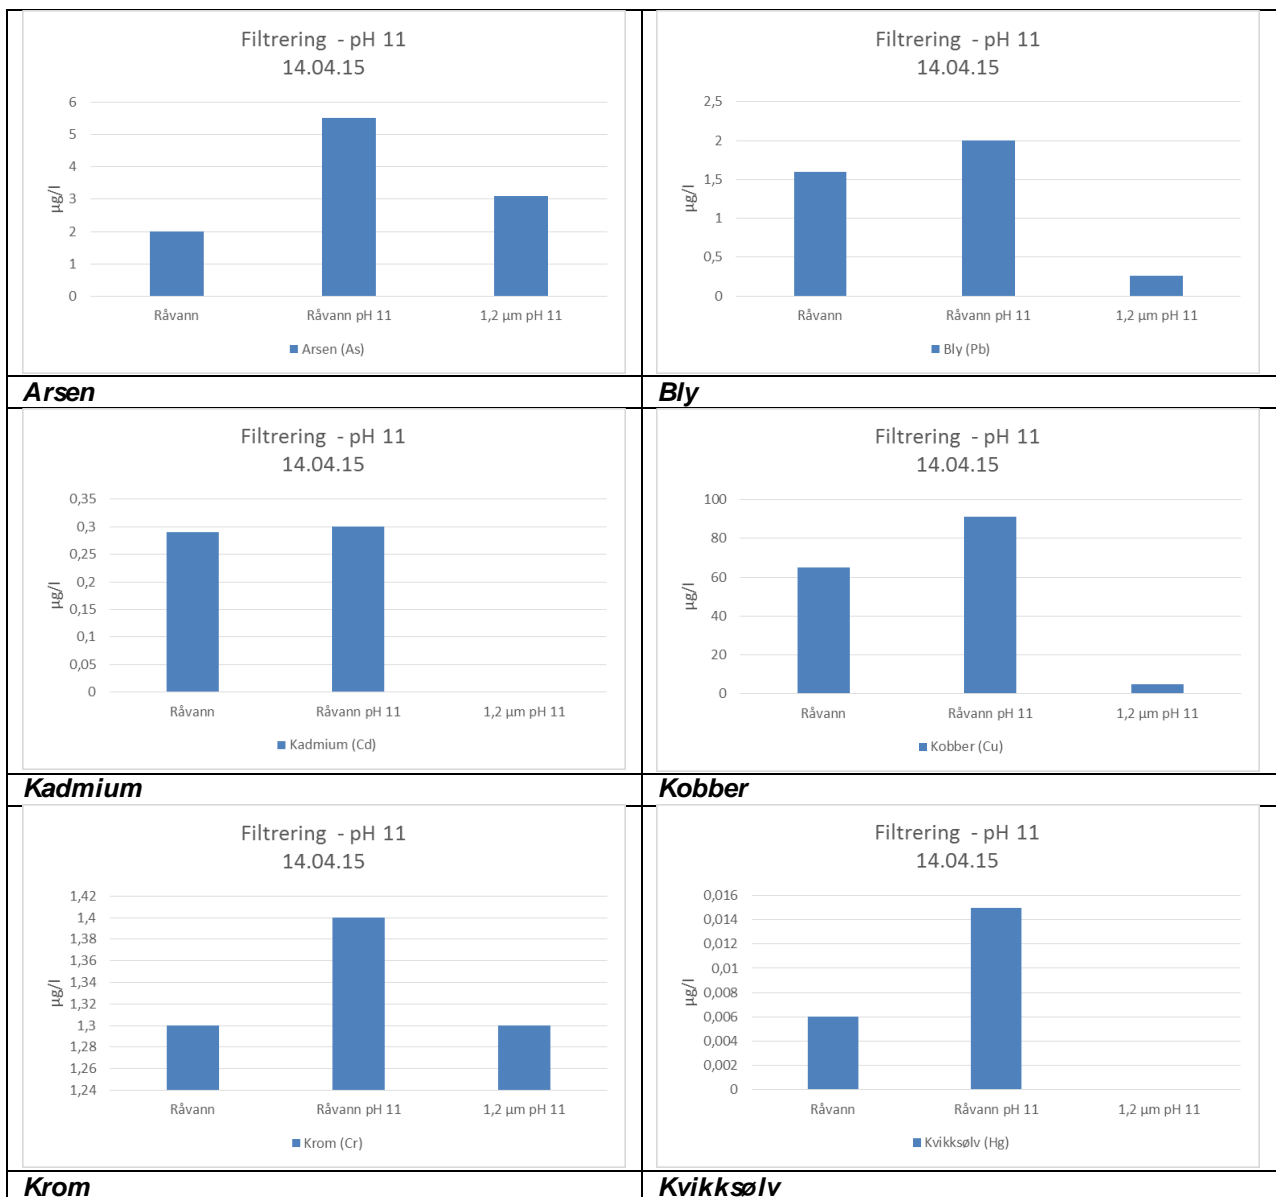 Filtrering - pH 11
14.04.15
6
5
4
3
2
1
0
µg/l
Råvann
Råvann pH 11
1,2 µm pH 11
Arsen (As)
Arsen
Filtrering - pH 11
14.04.15
2,5
2
1,5
1
0,5
0
µg/l
Råvann
Råvann pH 11
1,2 µm pH 11
Bly (Pb)
Bly
Filtrering - pH 11
14.04.15
0,35
0,3
0,25
0,2
0,15
0,1
0,05
0
µg/l
Råvann
Råvann pH 11
1,2 µm pH 11
Kadmium (Cd)
Kadmium
Filtrering - pH 11
14.04.15
100
80
60
40
20
0
µg/l
Råvann
Råvann pH 11
1,2 µm pH 11
Kobber (Cu)
Kobber
Filtrering - pH 11
14.04.15
1,42
1,4
1,38
1,36
1,34
1,32
1,3
1,28
1,26
1,24
µg/l
Råvann
Råvann pH 11
1,2 µm pH 11
Krom (Cr)
Krom
Filtrering - pH 11
14.04.15
0,016
0,014
0,012
0,01
0,008
0,006
0,004
0,002
0
µg/l
Råvann
Råvann pH 11
1,2 µm pH 11
Kvikksølv (Hg)
Kvikksølv